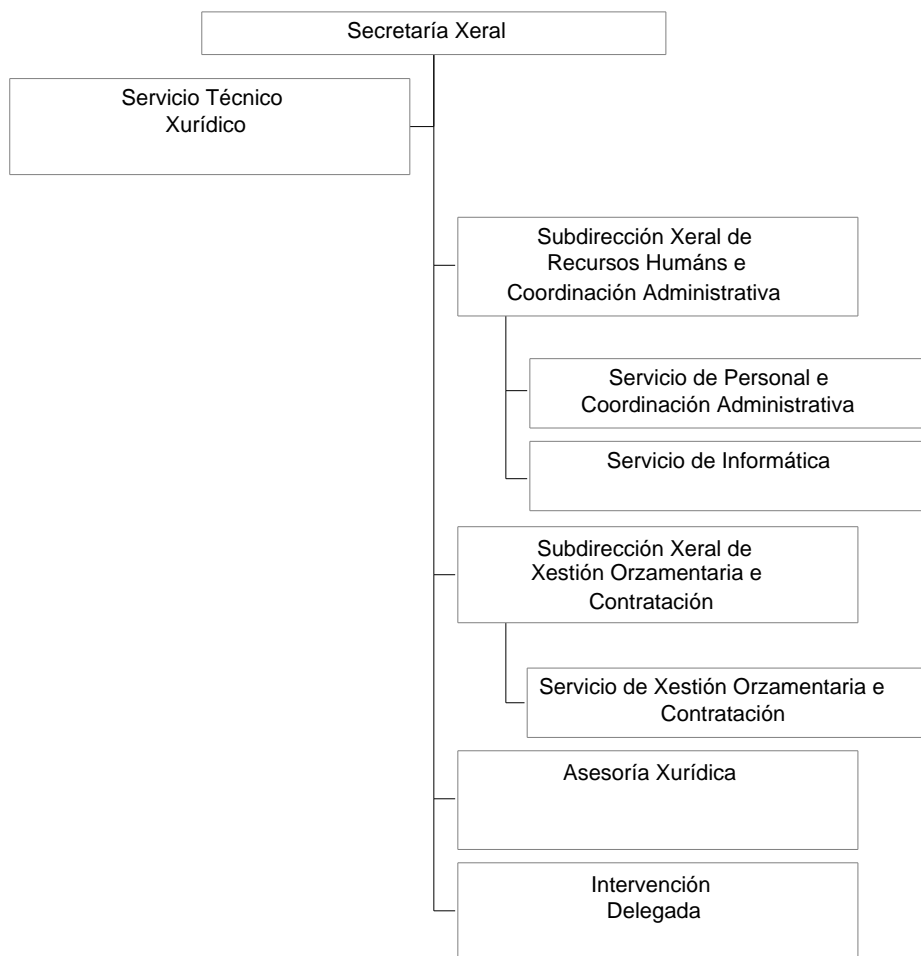 Secretaría Xeral
Servicio Técnico
Xurídico
Subdirección Xeral de
Recursos Humáns e
Coordinación Administrativa
Servicio de Personal e
Coordinación Administrativa
Servicio de Informática
Subdirección Xeral de
Xestión Orzamentaria e
Contratación
Servicio de Xestión Orzamentaria e
Contratación
Asesoría Xurídica
Intervención
Delegada